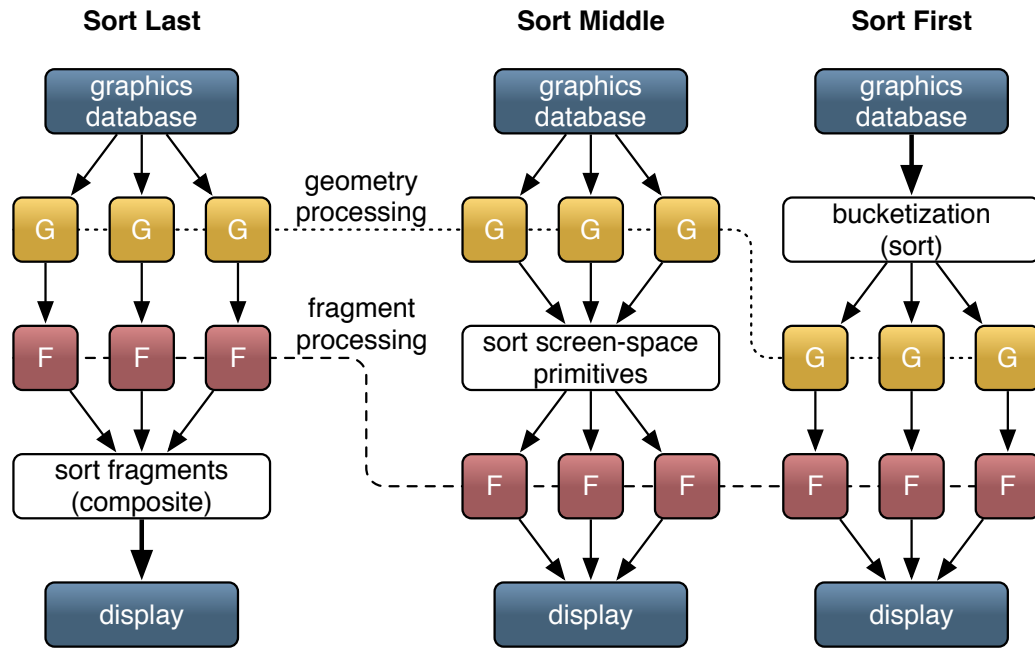 Sort Last
graphics
database
G G G
F F F
sort fragments
(composite)
display
geometry
processing
fragment
processing
Sort Middle
graphics
database
G G G
sort screen-space
primitives
F F F
display
Sort First
graphics
database
bucketization
(sort)
G G G
F F F
display